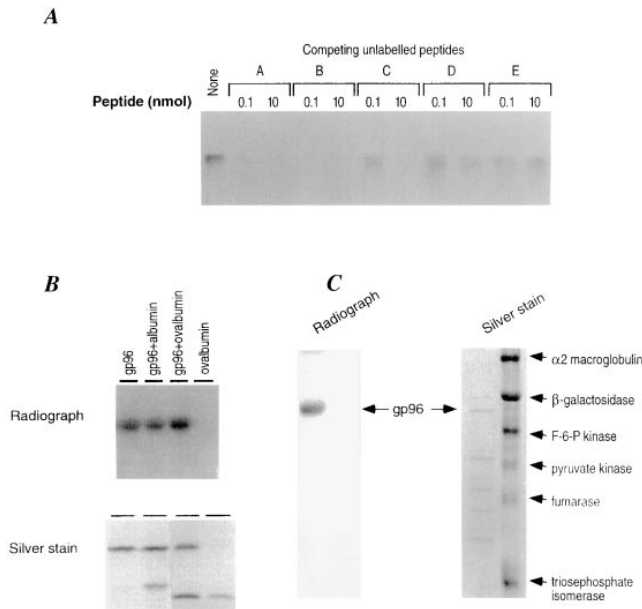 A
Competing unlabelled peptides
None A B C D E
Peptide (nmol) 0.1 10 0.1 10 0.1 10 0.1 10 0.1 10
B
gp96 gp96+albumin gp96+ovalbumin ovalbumin
Radiograph
Silver stain
C
Radiograph Silver stain
α2 macroglobulin
β-galactosidase
gp96
F-6-P kinase
pyruvate kinase
fumarase
triosephosphate
isomerase